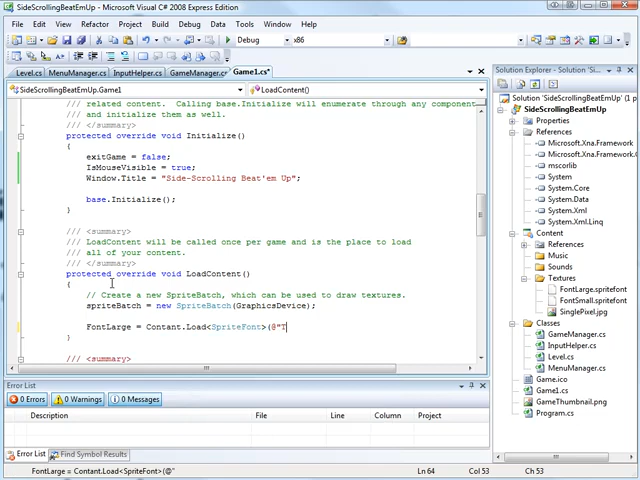 SideScrollingBeatEmUp - Microsoft Visual C# 2008 Express Edition
File Edit View Refactor Project Build Debug Data Tools Window Help
Debug x86
Level.cs MenuManager.cs InputHelper.cs GameManager.cs Game1.cs*
SideScrollingBeatEmUp.Game1 LoadContent()
/// related content.  Calling base.Initialize will enumerate through any component
/// and initialize them as well.
/// </summary>
protected override void Initialize()
{
exitGame = false;
IsMouseVisible = true;
Window.Title = "Side-Scrolling Beat'em Up";
base.Initialize();
}
/// <summary>
/// LoadContent will be called once per game and is the place to load
/// all of your content.
/// </summary>
protected override void LoadContent()
{
// Create a new SpriteBatch, which can be used to draw textures.
spriteBatch = new SpriteBatch(GraphicsDevice);
FontLarge = Contant.Load<SpriteFont>(@"T
}
/// <summary>
Solution Explorer - Solution 'SideScrollingBeatEmUp'
Solution 'SideScrollingBeatEmUp' (1 pro
SideScrollingBeatEmUp
Properties
References
Microsoft.Xna.Framework
Microsoft.Xna.Framework.
mscorlib
System
System.Core
System.Data
System.Xml
System.Xml.Linq
Content
References
Music
Sounds
Textures
FontLarge.spritefont
FontSmall.spritefont
SinglePixel.jpg
Classes
GameManager.cs
InputHelper.cs
Level.cs
MenuManager.cs
Game.ico
Game1.cs
GameThumbnail.png
Program.cs
Error List
0 Errors 0 Warnings 0 Messages
Description File Line Column Project
Error List Find Symbol Results
FontLarge = Contant.Load<SpriteFont>(@" Ln 64 Col 53 Ch 53